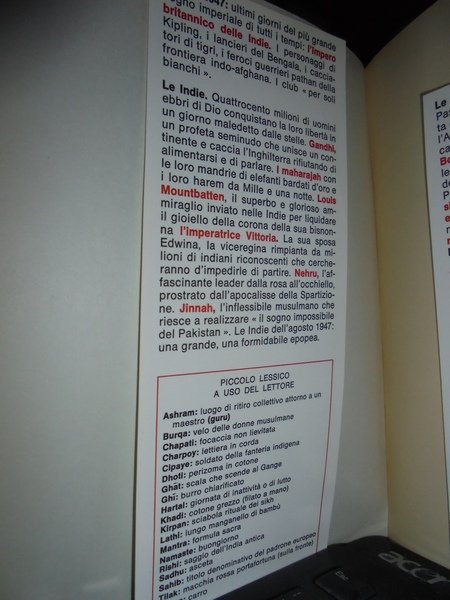 1947: ultimi giorni del più grande
sogno imperiale di tutti i tempi: l'Impero
britannico delle Indie. I personaggi di
Kipling, i lancieri del Bengala, i caccia-
tori di tigri, i feroci guerrieri pathan della
frontiera indo-afghana. I club « per soli
bianchi ».
Le Indie. Quattrocento milioni di uomini
ebbri di Dio conquistano la loro libertà in
un giorno maledetto dalle stelle. Gandhi,
un profeta seminudo che unisce un con-
tinente e caccia l'Inghilterra rifiutando di
alimentarsi e di parlare. I maharajah con
le loro mandrie di elefanti bardati d'oro e
i loro harem da Mille e una notte. Louis
Mountbatten, il superbo e glorioso am-
miraglio inviato nelle Indie per liquidare
il gioiello della corona della sua bisnon-
na l'imperatrice Vittoria. La sua sposa
Edwina, la viceregina rimpianta da mi-
lioni di indiani riconoscenti che cerche-
ranno d'impedirle di partire. Nehru, l'af-
fascinante leader dalla rosa all'occhiello,
prostrato dall'apocalisse della Spartizio-
ne. Jinnah, l'inflessibile musulmano che
riesce a realizzare « il sogno impossibile
del Pakistan ». Le Indie dell'agosto 1947:
una grande, una formidabile epopea.
PICCOLO LESSICO
A USO DEL LETTORE
Ashram: luogo di ritiro collettivo attorno a un
maestro (guru)
Burqa: velo delle donne musulmane
Chapati: focaccia non lievitata
Charpoy: lettiera in corda
Cipaye: soldato della fanteria indigena
Dhoti: perizoma in cotone
Ghât: scala che scende al Gange
Ghî: burro chiarificato
Hartal: giornata di inattività o di lutto
Khadi: cotone grezzo (filato a mano)
Kirpan: sciabola rituale dei sikh
Lathi: lungo manganello di bambù
Mantra: formula sacra
Namaste: buongiorno
Rishi: saggio dell'India antica
Sadhu: asceta
Sahib: titolo denominativo del padrone europeo
Tilak: macchia rossa portafortuna (sulla fronte)
carro
acer